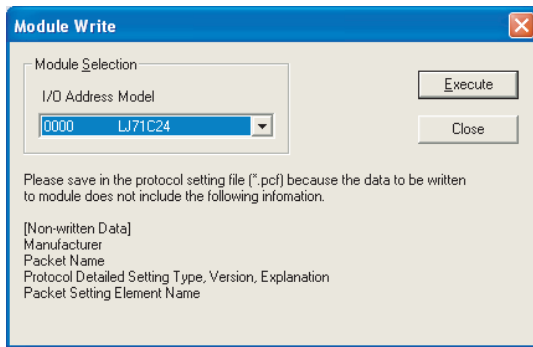 Module Write
Module Selection
I/O Address Model
0000 LJ71C24
Execute
Close
Please save in the protocol setting file (*.pcf) because the data to be written
to module does not include the following infomation.
[Non-written Data]
Manufacturer
Packet Name
Protocol Detailed Setting Type, Version, Explanation
Packet Setting Element Name